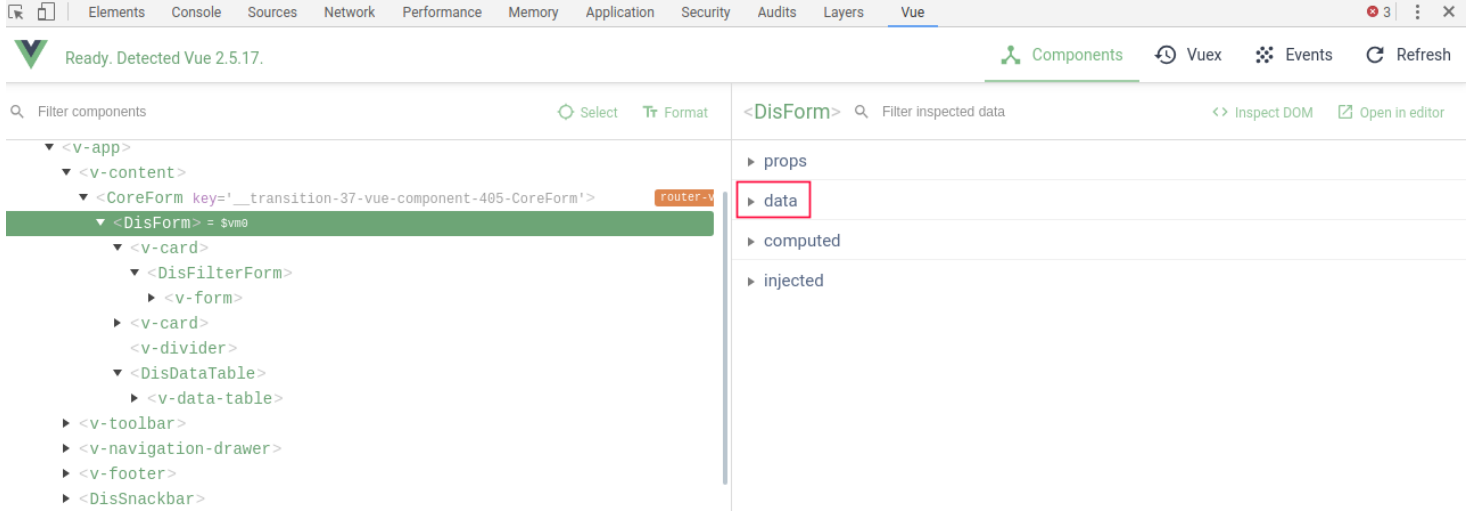 Elements Console Sources Network Performance Memory Application Security Audits Layers Vue 3
Ready. Detected Vue 2.5.17. Components Vuex Events Refresh
Filter components Select Format <DisForm> Filter inspected data <> Inspect DOM Open in editor
<v-app>
<v-content>
<CoreForm key='__transition-37-vue-component-405-CoreForm'> router-v
<DisForm> = $vm0
<v-card>
<DisFilterForm>
<v-form>
<v-card>
<v-divider>
<DisDataTable>
<v-data-table>
<v-toolbar>
<v-navigation-drawer>
<v-footer>
<DisSnackbar>
props
data
computed
injected